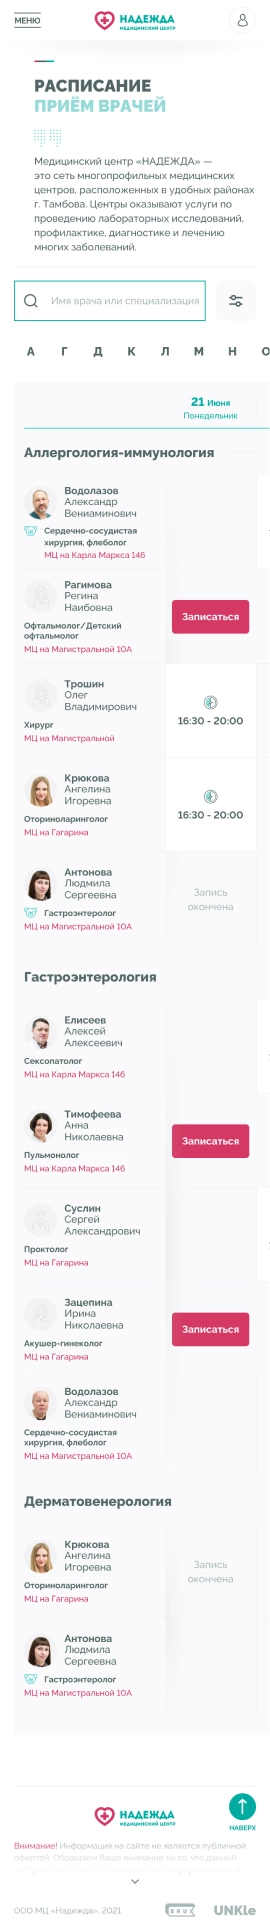 МЕНЮ
НАДЕЖДА
МЕДИЦИНСКИЙ ЦЕНТР
РАСПИСАНИЕ
ПРИЁМ ВРАЧЕЙ
Медицинский центр «НАДЕЖДА» —
это сеть многопрофильных медицинских
центров, расположенных в удобных районах
г. Тамбова. Центры оказывают услуги по
проведению лабораторных исследований,
профилактике, диагностике и лечению
многих заболеваний.
Имя врача или специализация
А Г Д К Л М Н О
21 Июня
Понедельник
Аллергология-иммунология
Водолазов
Александр
Вениаминович
Сердечно-сосудистая
хирургия, флеболог
МЦ на Карла Маркса 146
Рагимова
Регина
Наибовна
Офтальмолог/Детский
офтальмолог
МЦ на Магистральной 10А
Записаться
Трошин
Олег
Владимирович
Хирург
МЦ на Магистральной
16:30 - 20:00
Крюкова
Ангелина
Игоревна
Оториноларинголог
МЦ на Гагарина
16:30 - 20:00
Антонова
Людмила
Сергеевна
Гастроэнтеролог
МЦ на Магистральной 10А
Запись
окончена
Гастроэнтерология
Елисеев
Алексей
Алексеевич
Сексопатолог
МЦ на Карла Маркса 146
Тимофеева
Анна
Николаевна
Пульмонолог
МЦ на Карла Маркса 146
Записаться
Суслин
Сергей
Александрович
Проктолог
МЦ на Гагарина
Зацепина
Ирина
Николаевна
Акушер-гинеколог
МЦ на Гагарина
Записаться
Водолазов
Александр
Вениаминович
Сердечно-сосудистая
хирургия, флеболог
МЦ на Магистральной 10А
Дерматовенерология
Крюкова
Ангелина
Игоревна
Оториноларинголог
МЦ на Гагарина
Запись
окончена
Антонова
Людмила
Сергеевна
Гастроэнтеролог
МЦ на Магистральной 10А
НАДЕЖДА
МЕДИЦИНСКИЙ ЦЕНТР
НАВЕРХ
Внимание! Информация на сайте не является публичной
офертой. Обращаем Ваше внимание на то, что данный
ООО МЦ «Надежда», 2021
UNKle